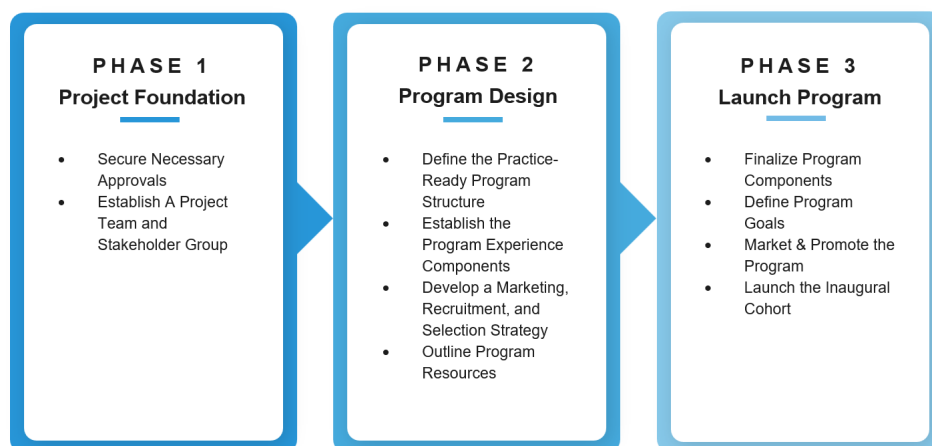 PHASE 1
Project Foundation
• Secure Necessary
Approvals
• Establish A Project
Team and
Stakeholder Group
PHASE 2
Program Design
• Define the Practice-
Ready Program
Structure
• Establish the
Program Experience
Components
• Develop a Marketing,
Recruitment, and
Selection Strategy
• Outline Program
Resources
PHASE 3
Launch Program
• Finalize Program
Components
• Define Program
Goals
• Market & Promote the
Program
• Launch the Inaugural
Cohort